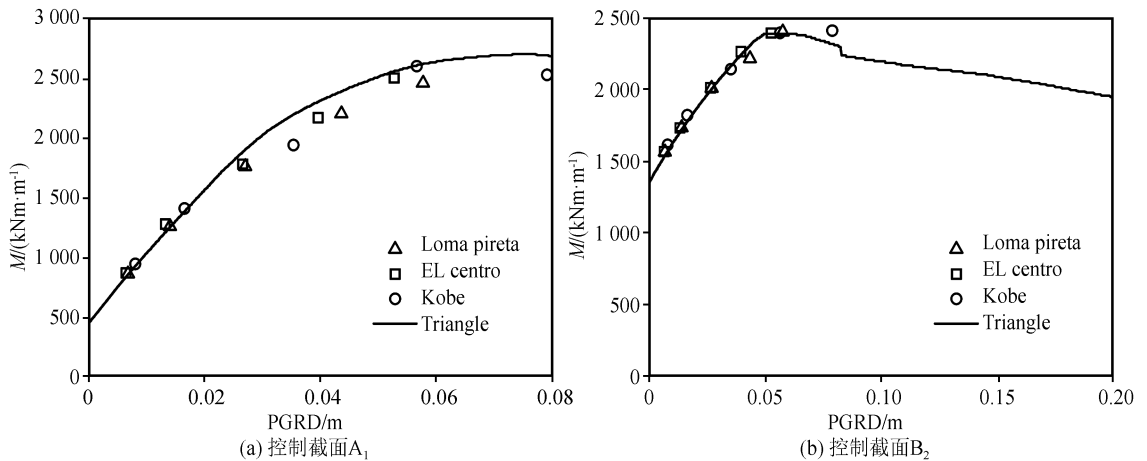 3 000
2 500
2 000
1 500
1 000
500
0
M/(kNm·m⁻¹)
Loma pireta
EL centro
Kobe
Triangle
0
0.02
0.04
0.06
0.08
PGRD/m
(a) 控制截面A₁
2 500
2 000
1 500
1 000
500
0
M/(kNm·m⁻¹)
Loma pireta
EL centro
Kobe
Triangle
0
0.05
0.10
0.15
0.20
PGRD/m
(b) 控制截面B₂